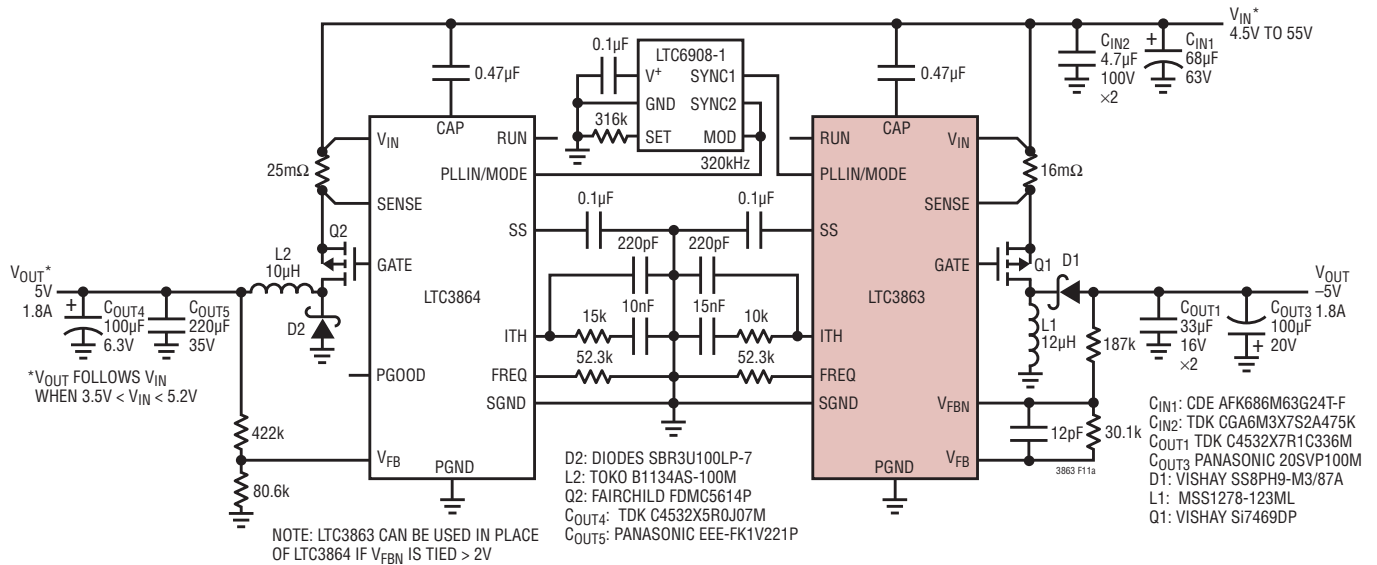 VIN*
4.5V TO 55V
CIN2
4.7µF
100V
×2
+
CIN1
68µF
63V
0.47µF
0.1µF
LTC6908-1
V+
SYNC1
GND
SYNC2
316k
SET
MOD
320kHz
0.47µF
CAP
VIN
RUN
25mΩ
PLLIN/MODE
SENSE
0.1µF
0.1µF
SS
Q2
GATE
L2
10µH
220pF
220pF
LTC3864
10nF
15nF
15k
10k
ITH
D2
52.3k
52.3k
FREQ
PGOOD
SGND
VOUT*
5V
1.8A
+
COUT4
100µF
6.3V
COUT5
220µF
35V
*VOUT FOLLOWS VIN
WHEN 3.5V < VIN < 5.2V
422k
VFB
PGND
80.6k
CAP
RUN
VIN
PLLIN/MODE
16mΩ
SENSE
SS
GATE
Q1
D1
LTC3863
L1
12µH
ITH
FREQ
SGND
VFBN
VFB
PGND
187k
12pF
30.1k
3863 F11a
VOUT
–5V
1.8A
COUT1
33µF
16V
×2
COUT3
100µF
20V
+
D2: DIODES SBR3U100LP-7
L2: TOKO B1134AS-100M
Q2: FAIRCHILD FDMC5614P
COUT4: TDK C4532X5R0J07M
COUT5: PANASONIC EEE-FK1V221P
CIN1: CDE AFK686M63G24T-F
CIN2: TDK CGA6M3X7S2A475K
COUT1 TDK C4532X7R1C336M
COUT3 PANASONIC 20SVP100M
D1: VISHAY SS8PH9-M3/87A
L1: MSS1278-123ML
Q1: VISHAY Si7469DP
NOTE: LTC3863 CAN BE USED IN PLACE
OF LTC3864 IF VFBN IS TIED > 2V